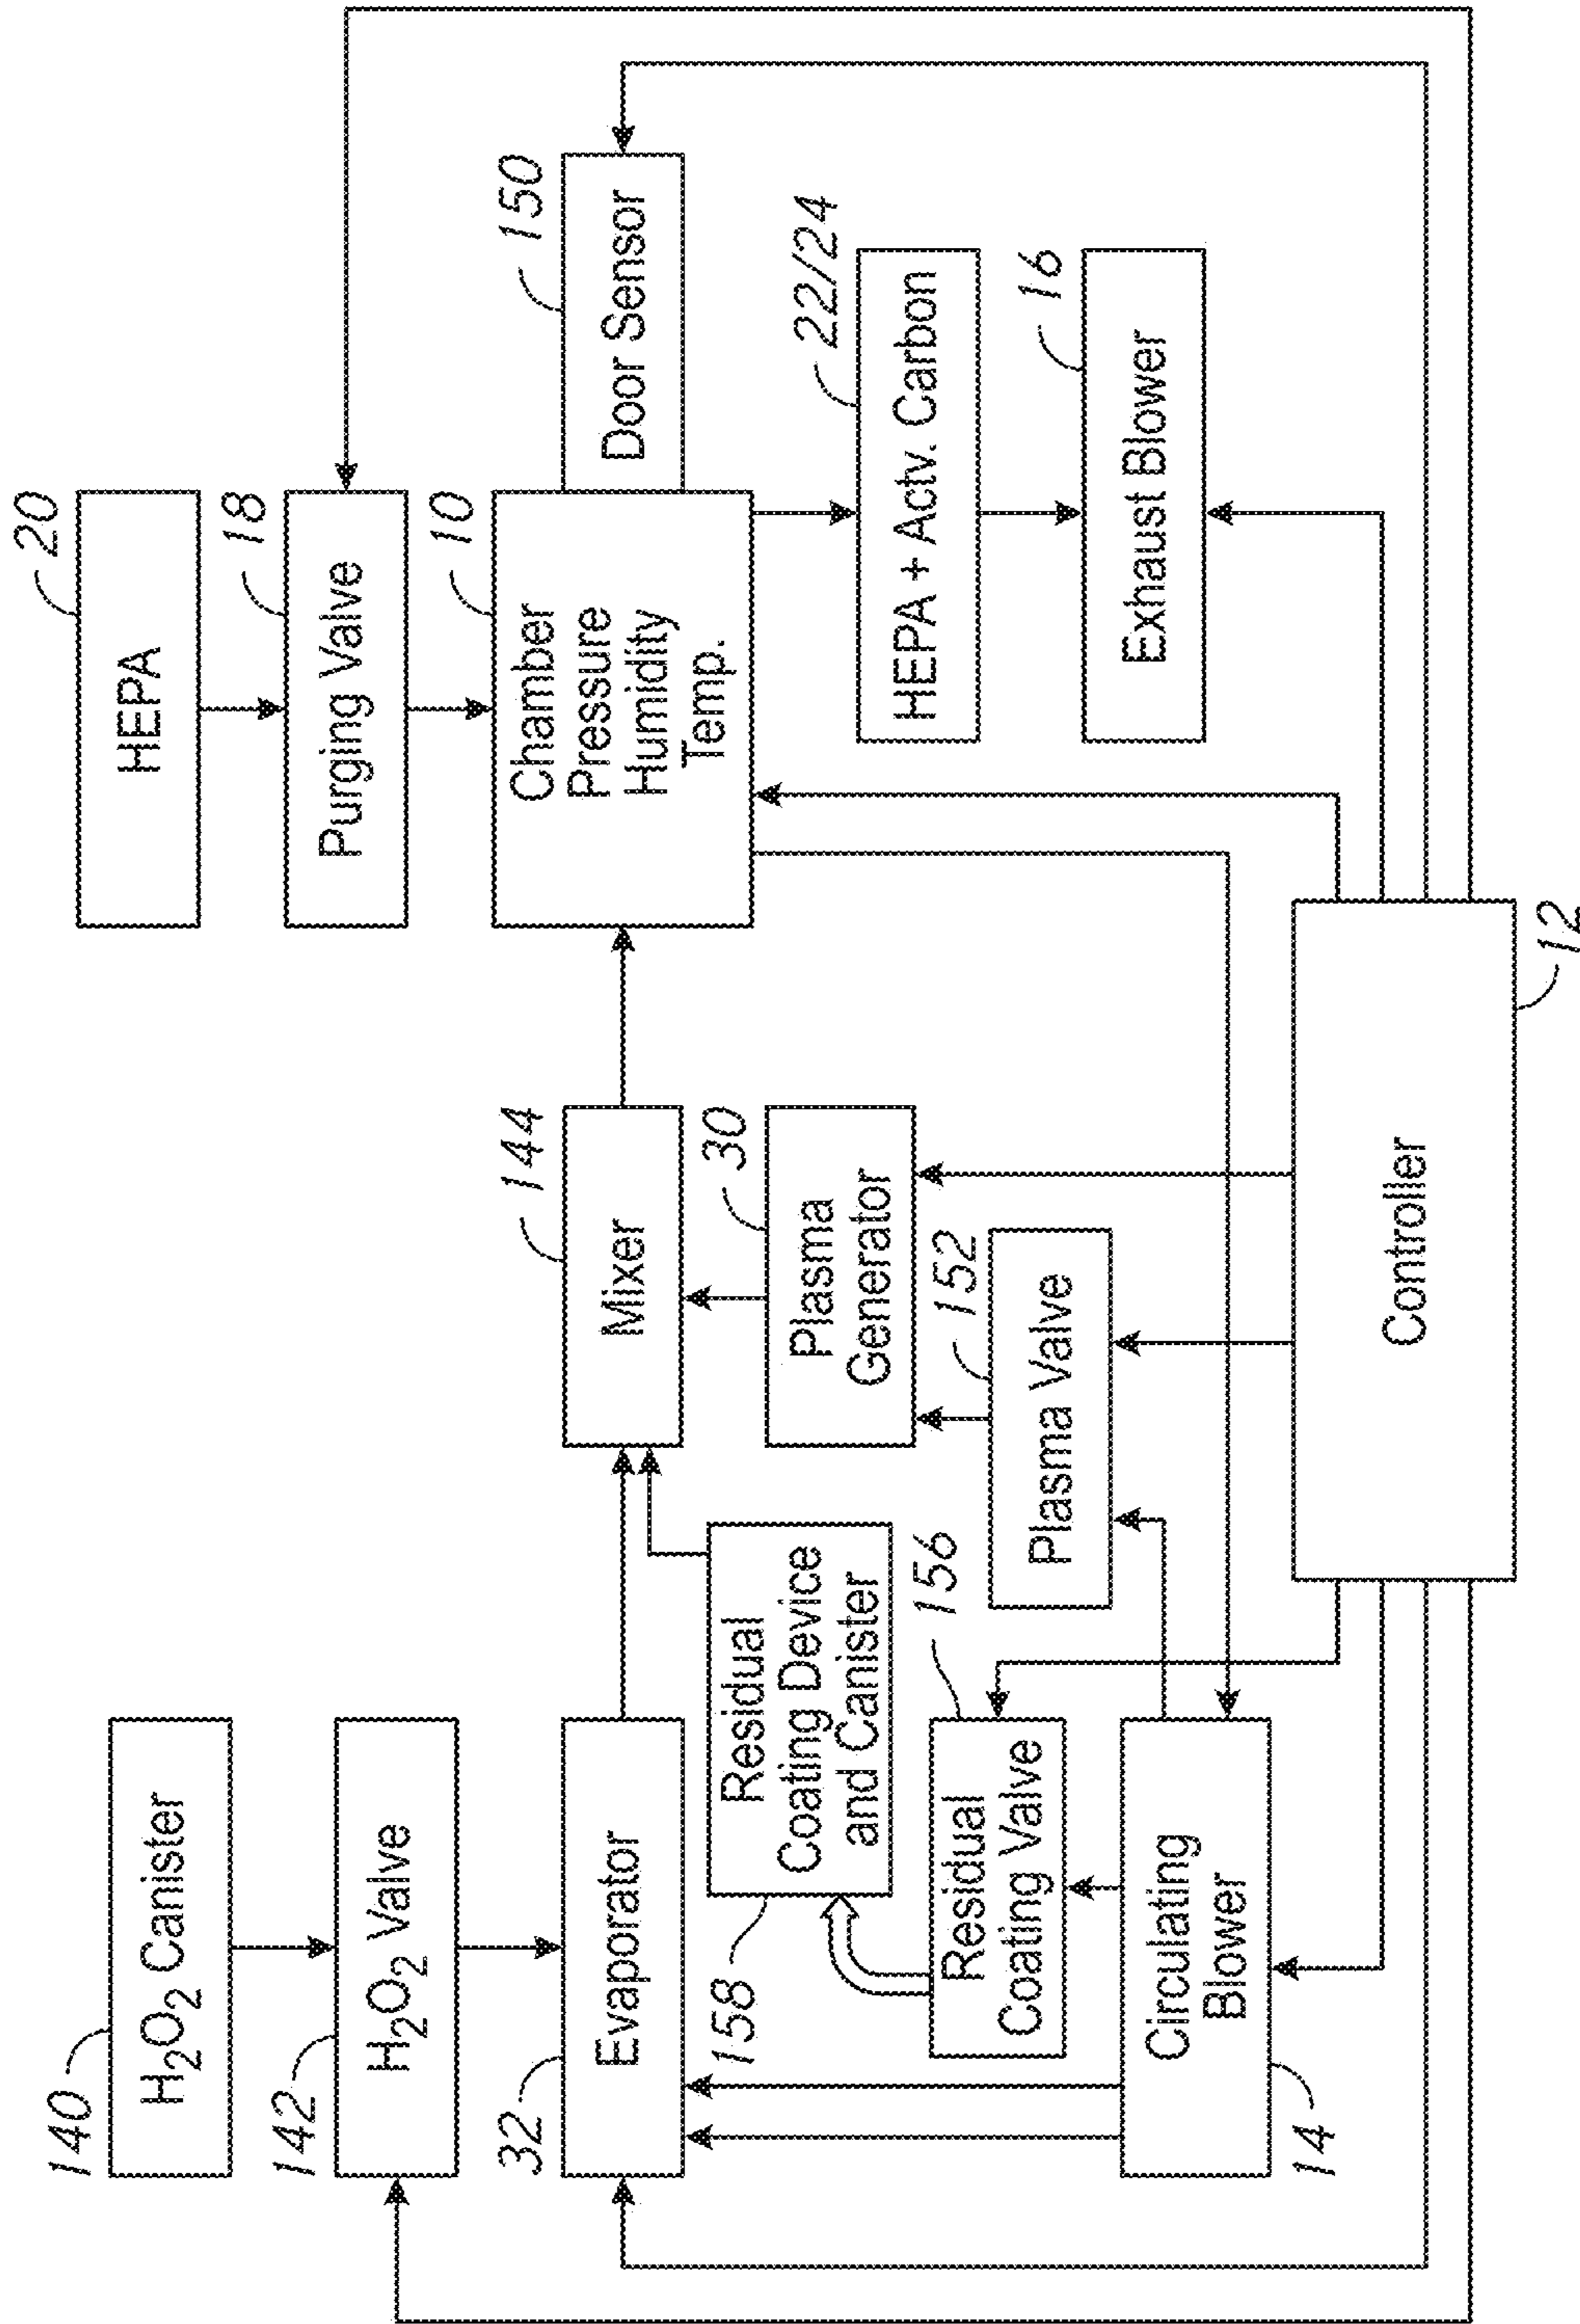 140
H₂O₂ Canister
142
H₂O₂ Valve
32
Evaporator
158
Residual
Coating Device
and Canister
156
Residual
Coating Valve
Circulating
Blower
14
144
Mixer
30
Plasma
Generator
152
Plasma Valve
Controller
12
20
HEPA
18
Purging Valve
10
Chamber
Pressure
Humidity
Temp.
150
Door Sensor
22/24
HEPA + Actv. Carbon
16
Exhaust Blower